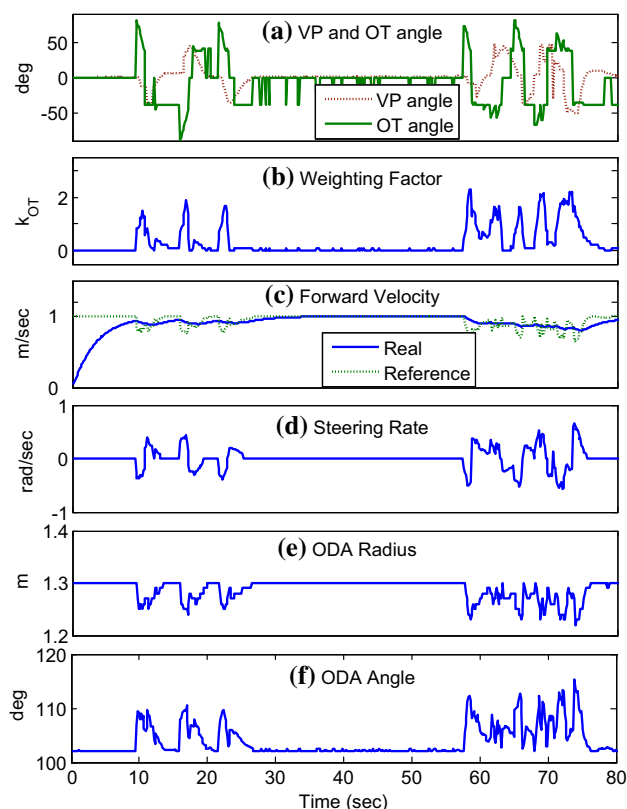 (a) VP and OT angle
deg
50
0
-50
VP angle
OT angle
(b) Weighting Factor
k_OT
2
0
(c) Forward Velocity
m/sec
1
0
Real
Reference
(d) Steering Rate
rad/sec
1
0
-1
(e) ODA Radius
m
1.4
1.3
1.2
(f) ODA Angle
deg
120
110
100
0 10 20 30 40 50 60 70 80
Time (sec)